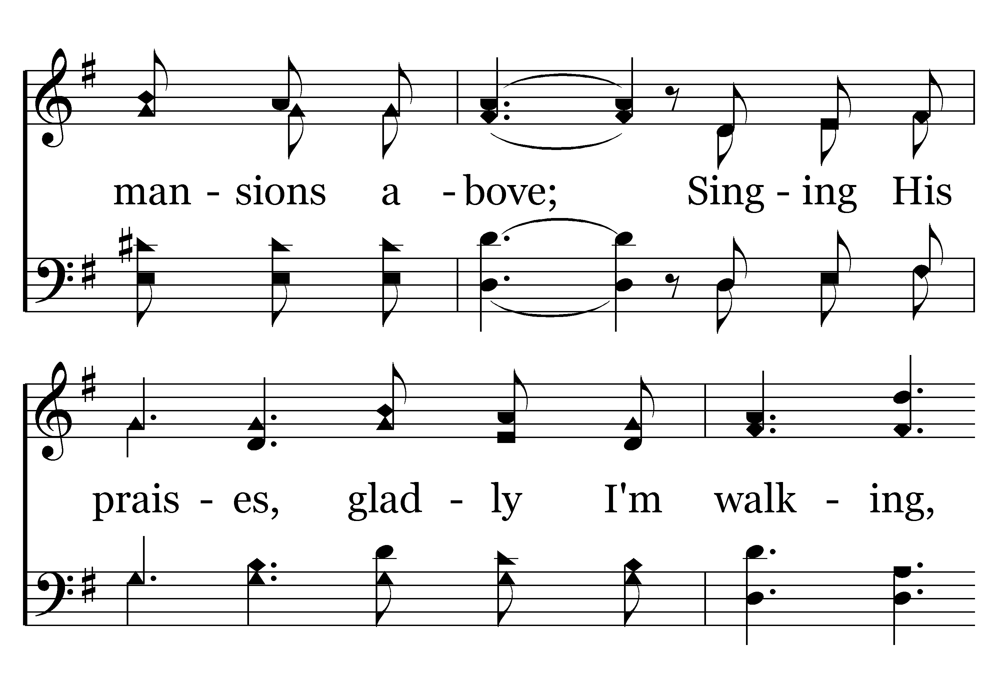 man - sions a - bove; Sing - ing His
prais - es, glad - ly I'm walk - ing,